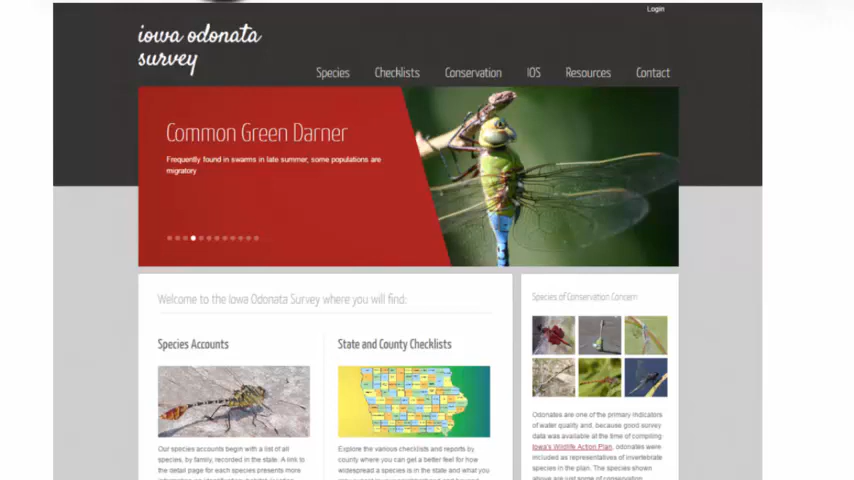 Login
iowa odonata
survey
Species Checklists Conservation IOS Resources Contact
Common Green Darner
Frequently found in swarms in late summer, some populations are
migratory
Welcome to the Iowa Odonata Survey where you will find:
Species of Conservation Concern
Species Accounts
State and County Checklists
Our species accounts begin with a list of all
species, by family, recorded in the state. A link to
the detail page for each species presents more
Explore the various checklists and reports by
county where you can get a better feel for how
widespread a species is in the state and what you
Odonates are one of the primary indicators
of water quality and, because good survey
data was available at the time of compiling
Iowa's Wildlife Action Plan, odonates were
included as representatives of invertebrate
species in the plan. The species shown